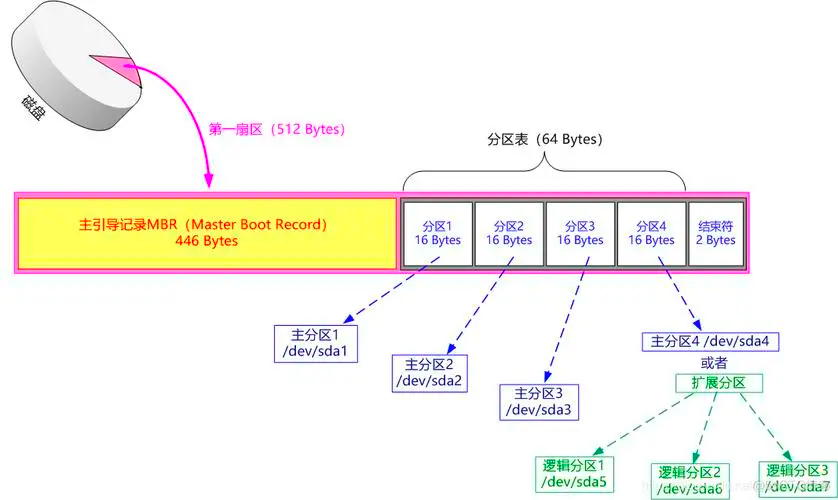 磁盘
第一扇区（512 Bytes）
分区表（64 Bytes）
主引导记录MBR（Master Boot Record）
446 Bytes
分区1
16 Bytes
分区2
16 Bytes
分区3
16 Bytes
分区4
16 Bytes
结束符
2 Bytes
主分区1
/dev/sda1
主分区2
/dev/sda2
主分区3
/dev/sda3
主分区4 /dev/sda4
或者
扩展分区
逻辑分区1
/dev/sda5
逻辑分区2
/dev/sda6
逻辑分区3